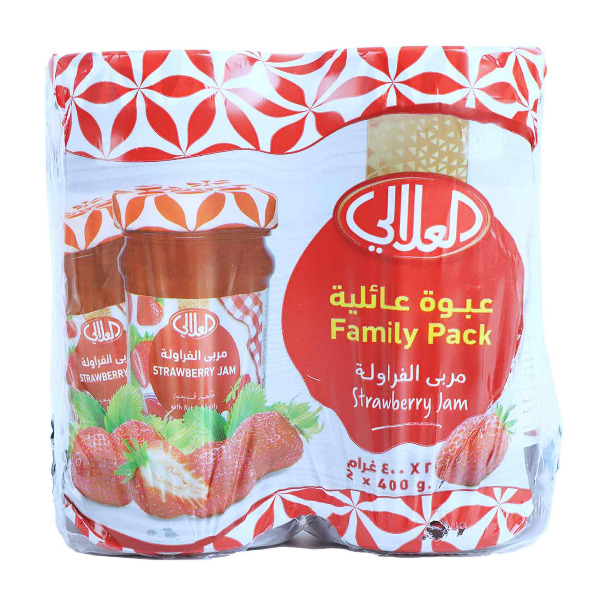 العلالي
عبوة عائلية
Family Pack
مربى الفراولة
Strawberry Jam
٢ X ٤٠٠ غرام
2 x 400 g.
العلالي
مربى الفراولة
STRAWBERRY JAM
العلالي
مربى الفراولة
STRAWBERRY JAM